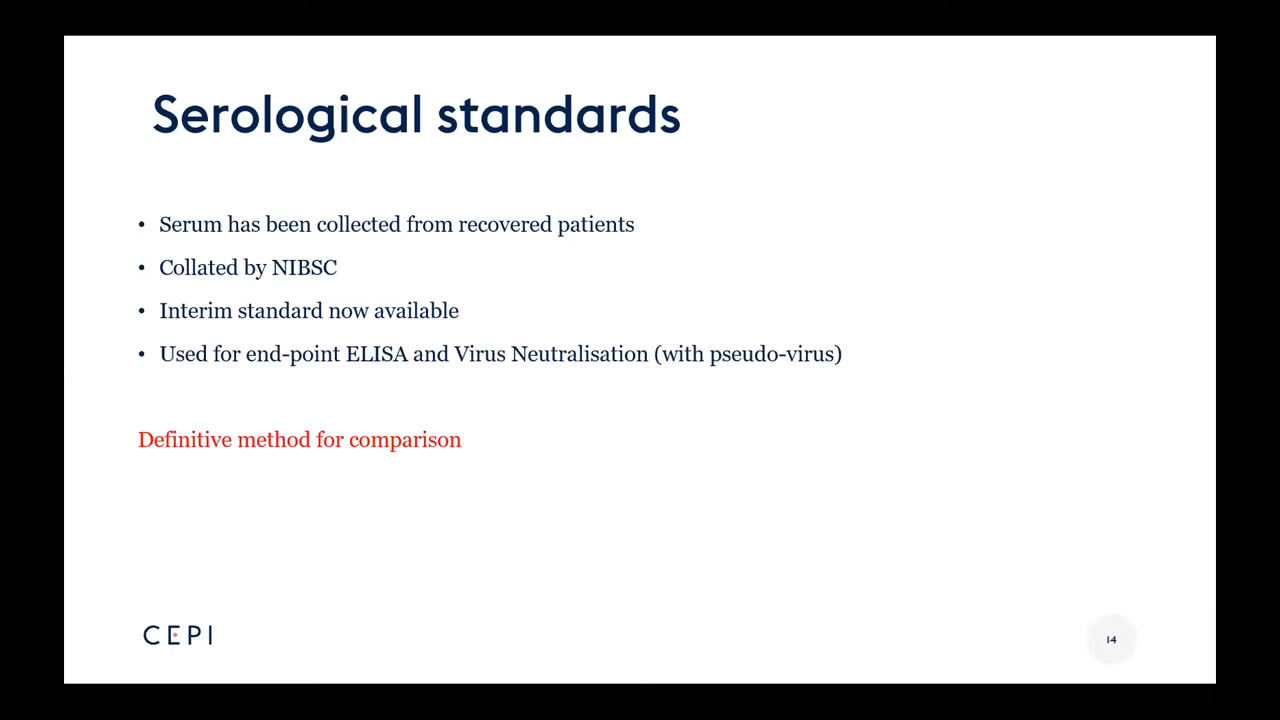 Serological standards
• Serum has been collected from recovered patients
• Collated by NIBSC
• Interim standard now available
• Used for end-point ELISA and Virus Neutralisation (with pseudo-virus)
Definitive method for comparison
CEPI
14